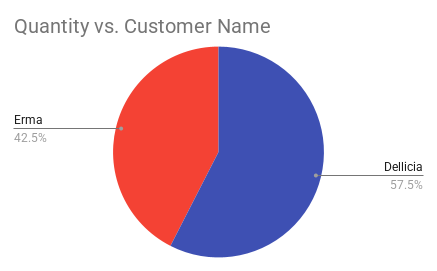 Quantity vs. Customer Name
Erma
42.5%
Dellicia
57.5%